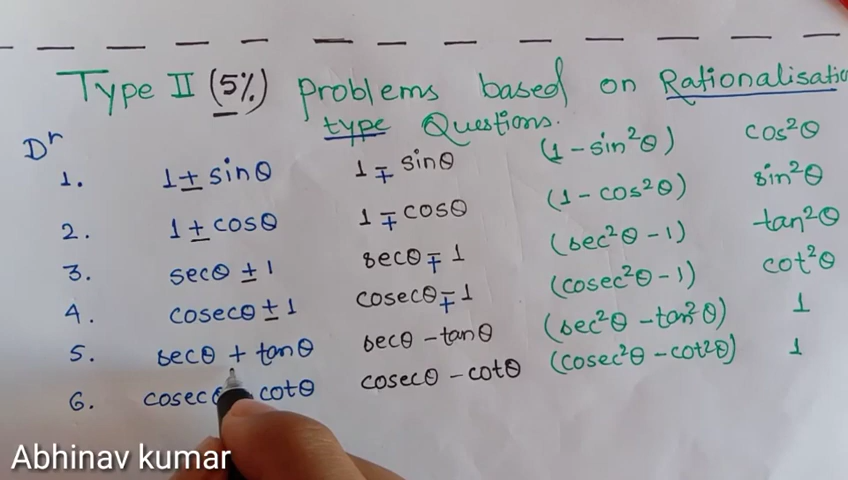 Type II (5%) problems based on Rationalisatio
type Questions.
Dr
1. 1 ± sinθ 1 ∓ sinθ (1 - sin²θ) cos²θ
2. 1 ± cosθ 1 ∓ cosθ (1 - cos²θ) sin²θ
3. secθ ± 1 secθ ∓ 1 (sec²θ - 1) tan²θ
4. cosecθ ± 1 cosecθ ∓ 1 (cosec²θ - 1) cot²θ
5. secθ + tanθ secθ - tanθ (sec²θ - tan²θ) 1
6. cosec cotθ cosecθ - cotθ (cosec²θ - cot²θ) 1
Abhinav kumar